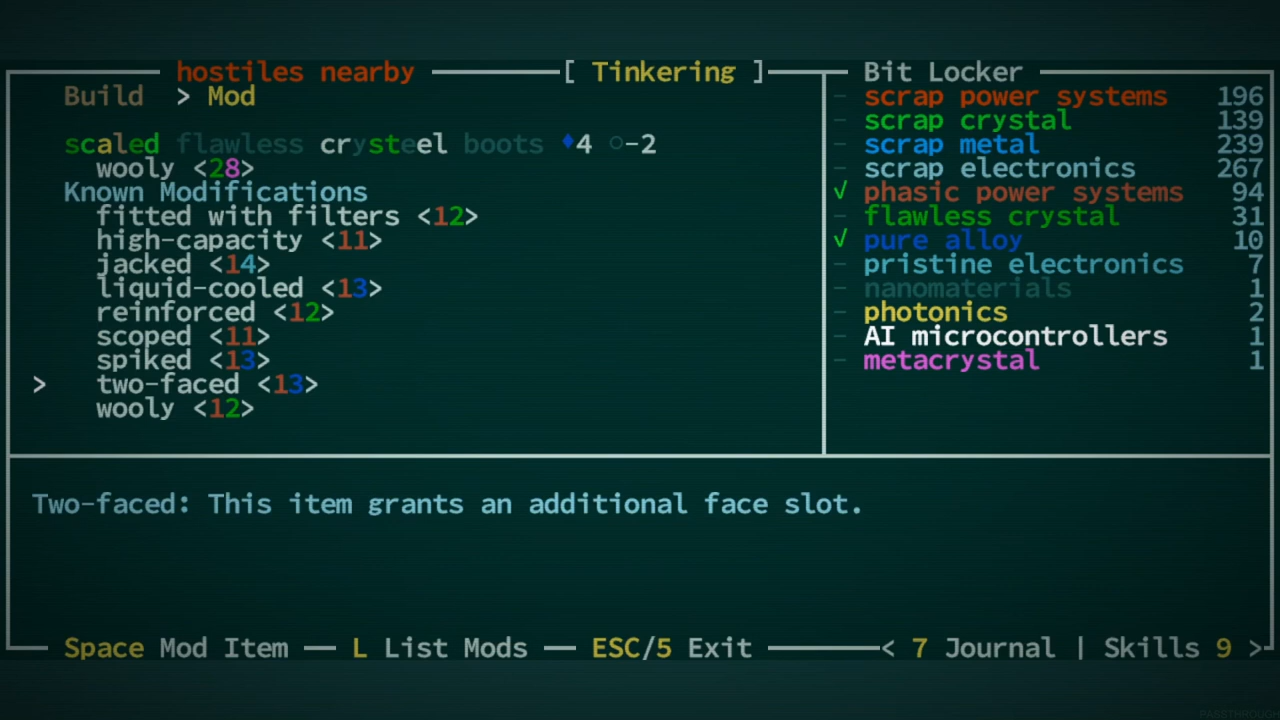 hostiles nearby [ Tinkering ] Bit Locker
Build > Mod
scaled flawless crysteel boots ♦4 ○-2
wooly <28>
Known Modifications
fitted with filters <12>
high-capacity <11>
jacked <14>
liquid-cooled <13>
reinforced <12>
scoped <11>
spiked <13>
> two-faced <13>
wooly <12>
- scrap power systems 196
- scrap crystal 139
- scrap metal 239
- scrap electronics 267
√ phasic power systems 94
- flawless crystal 31
√ pure alloy 10
- pristine electronics 7
- nanomaterials 1
- photonics 2
- AI microcontrollers 1
- metacrystal 1
Two-faced: This item grants an additional face slot.
Space Mod Item — L List Mods — ESC/5 Exit < 7 Journal | Skills 9 >